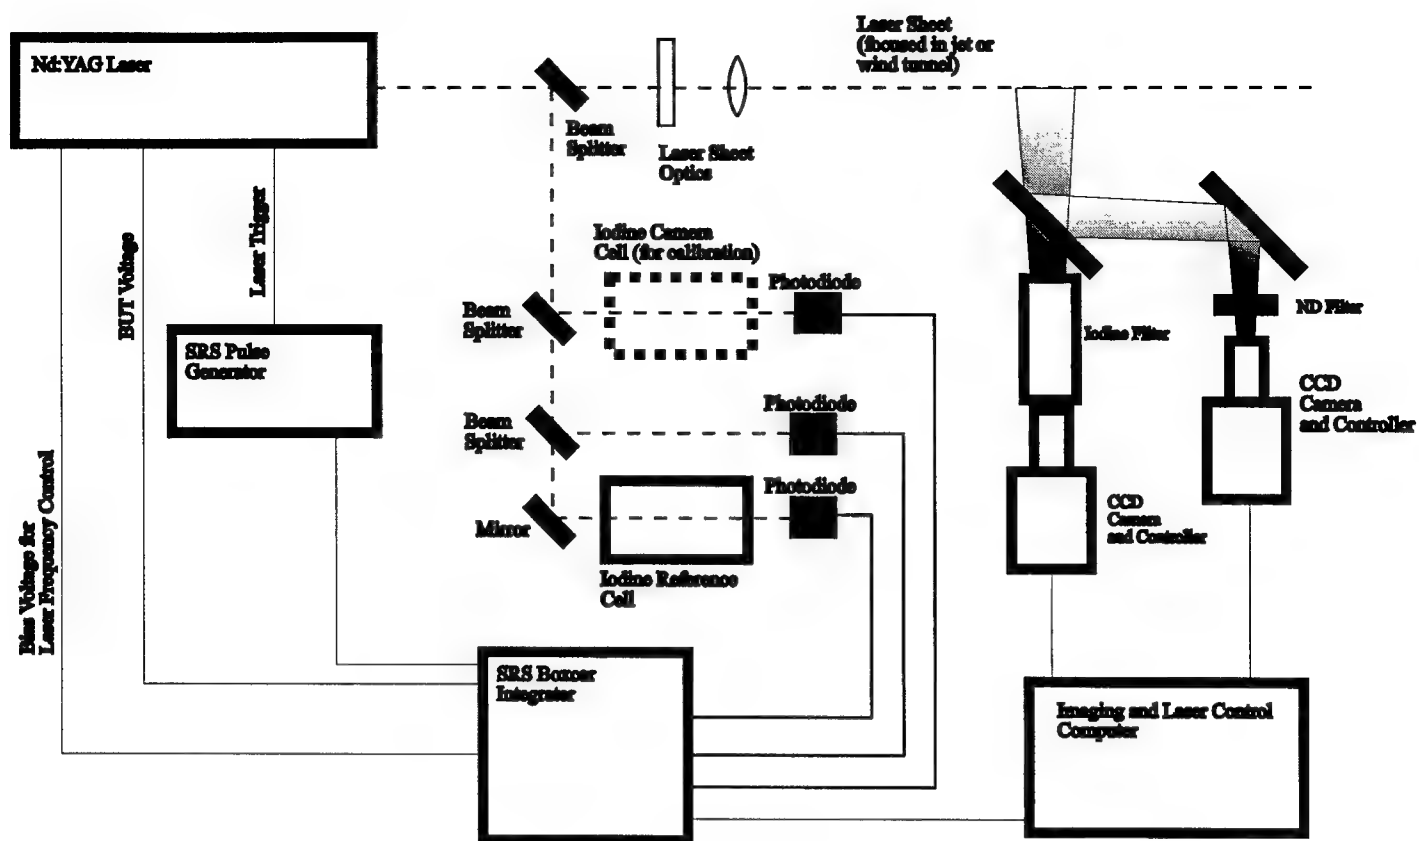 Laser Sheet
(focused in jet or
wind tunnel)
Nd:YAG Laser
Beam
Splitter
Laser Sheet
Optics
Laser Trigger
BUT Voltage
Iodine Camera
Cell (for calibration)
Photodiode
Beam
Splitter
ND Filter
Iodine Filter
SRS Pulse
Generator
CCD
Camera
and Controller
Photodiode
Beam
Splitter
Photodiode
Mirror
CCD
Camera
and Controller
Iodine Reference
Cell
Bias Voltage for
Laser Frequency Control
SRS Boxcar
Integrater
Imaging and Laser Control
Computer